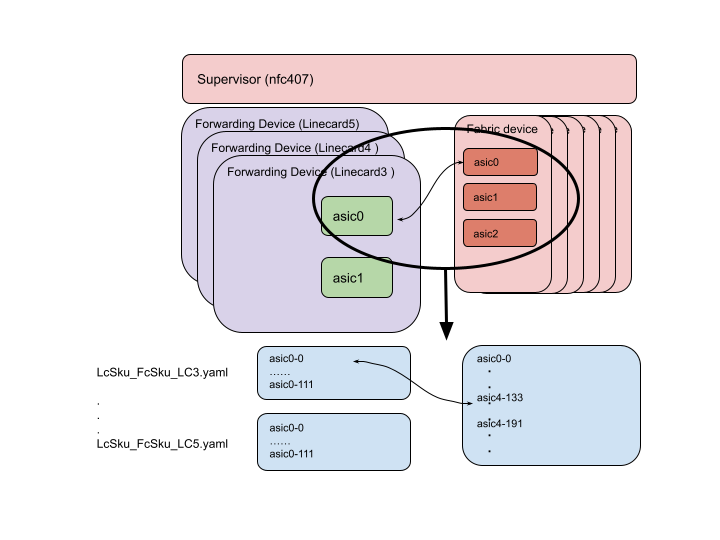 Supervisor (nfc407)
Forwarding Device (Linecard5)
Forwarding Device (Linecard4 )
Forwarding Device (Linecard3 )
asic0
asic1
Fabric device
asic0
asic1
asic2
LcSku_FcSku_LC3.yaml
.
.
.
LcSku_FcSku_LC5.yaml
asic0-0
……
asic0-111
asic0-0
……
asic0-111
asic0-0
.
.
asic4-133
.
asic4-191
.
.